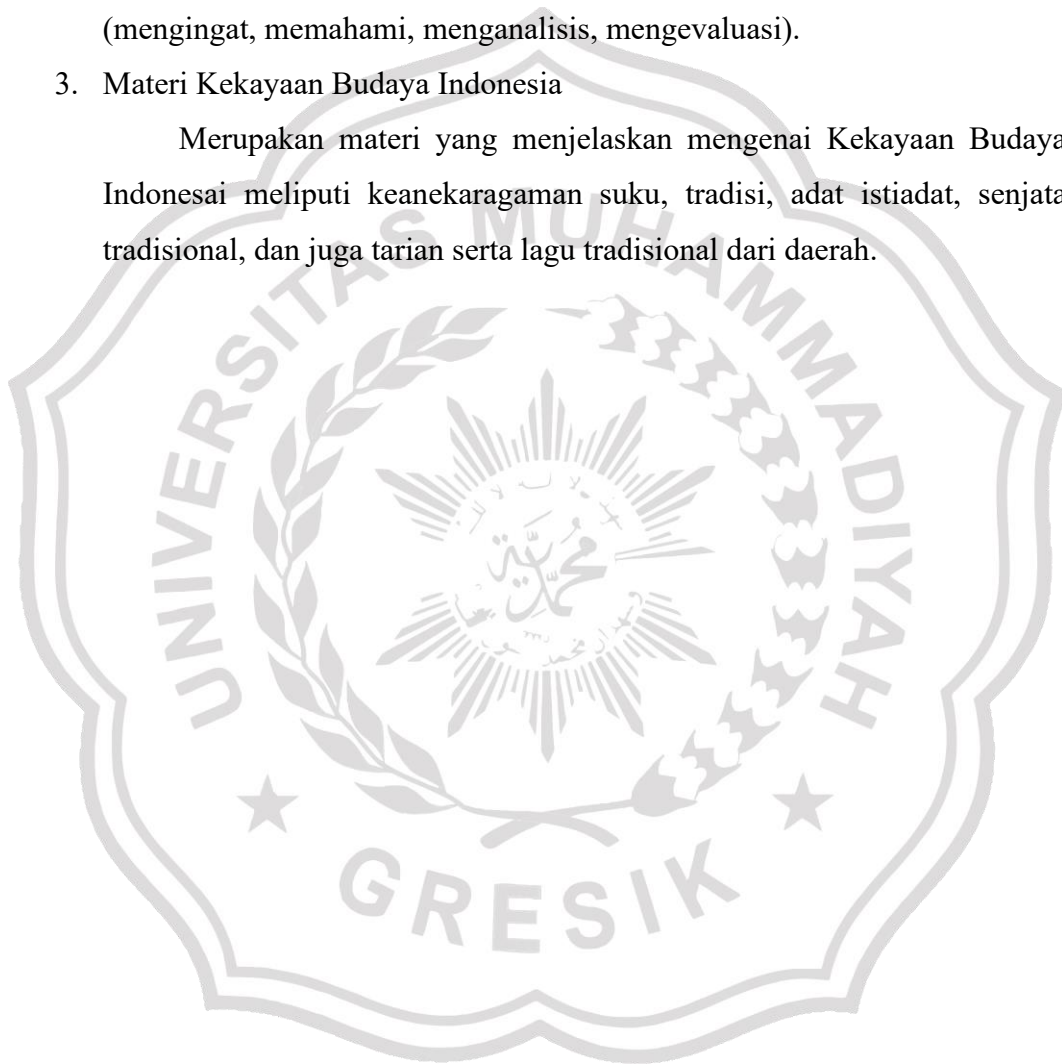 (mengingat, memahami, menganalisis, mengevaluasi).
3. Materi Kekayaan Budaya Indonesia
Merupakan materi yang menjelaskan mengenai Kekayaan Budaya
Indonesai meliputi keanekaragaman suku, tradisi, adat istiadat, senjata
tradisional, dan juga tarian serta lagu tradisional dari daerah.
UNIVERSITAS MUHAMMADIYAH
محمدية
GRESIK